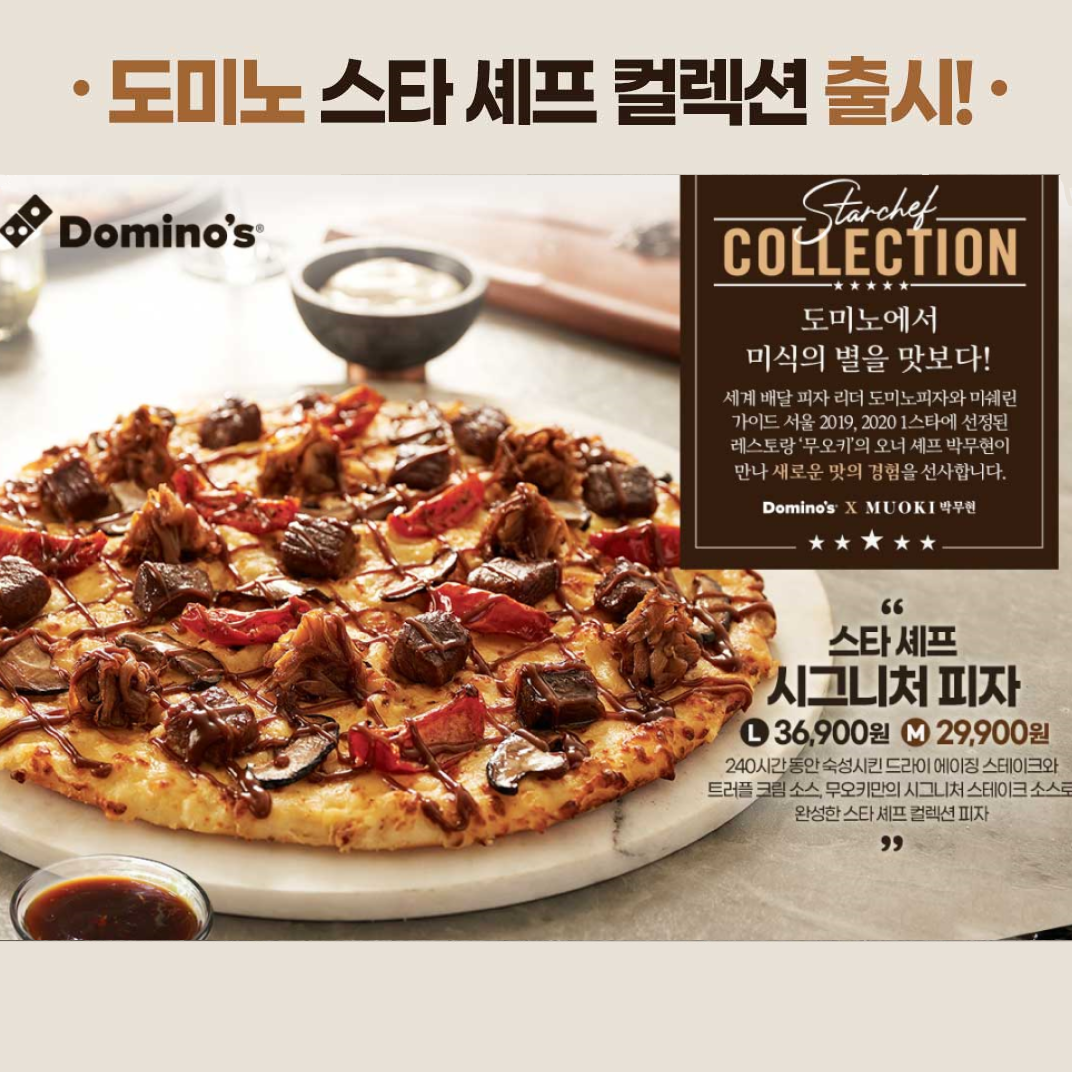 · 도미노 스타 셰프 컬렉션 출시! ·
Domino's®
Starchef
COLLECTION
도미노에서
미식의 별을 맛보다!
세계 배달 피자 리더 도미노피자와 미쉐린
가이드 서울 2019, 2020 1스타에 선정된
레스토랑 '무오키'의 오너 셰프 박무현이
만나 새로운 맛의 경험을 선사합니다.
Domino's X MUOKI 박무현
“
스타 셰프
시그니처 피자
L 36,900원 M 29,900원
240시간 동안 숙성시킨 드라이 에이징 스테이크와
트러플 크림 소스, 무오키만의 시그니처 스테이크 소스로
완성한 스타 셰프 컬렉션 피자
”